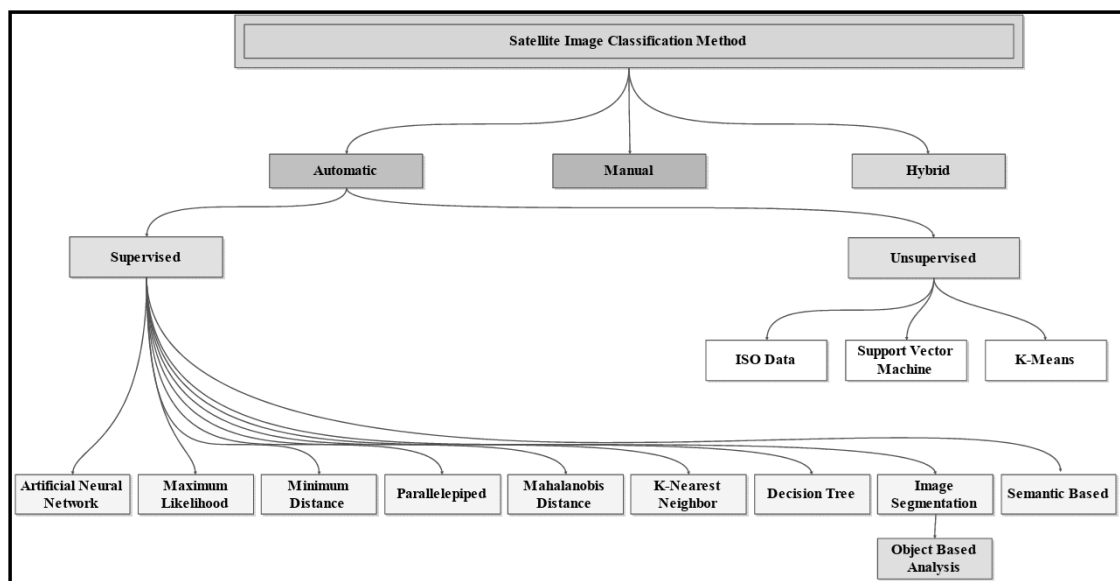 Satellite Image Classification Method
Automatic
Manual
Hybrid
Supervised
Unsupervised
ISO Data
Support Vector
Machine
K-Means
Artificial Neural
Network
Maximum
Likelihood
Minimum
Distance
Parallelepiped
Mahalanobis
Distance
K-Nearest
Neighbor
Decision Tree
Image
Segmentation
Semantic Based
Object Based
Analysis